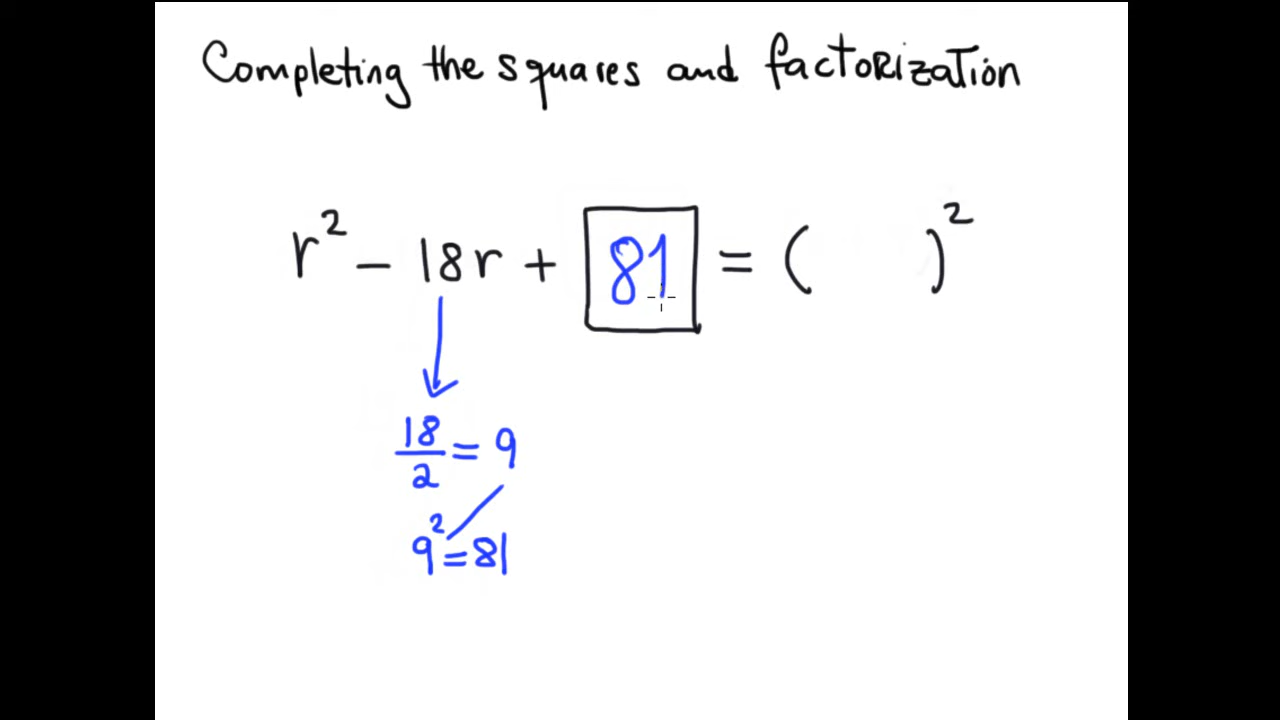 Completing the squares and factorization
r² − 18r + 81 = (    )²
18/2 = 9
9² = 81